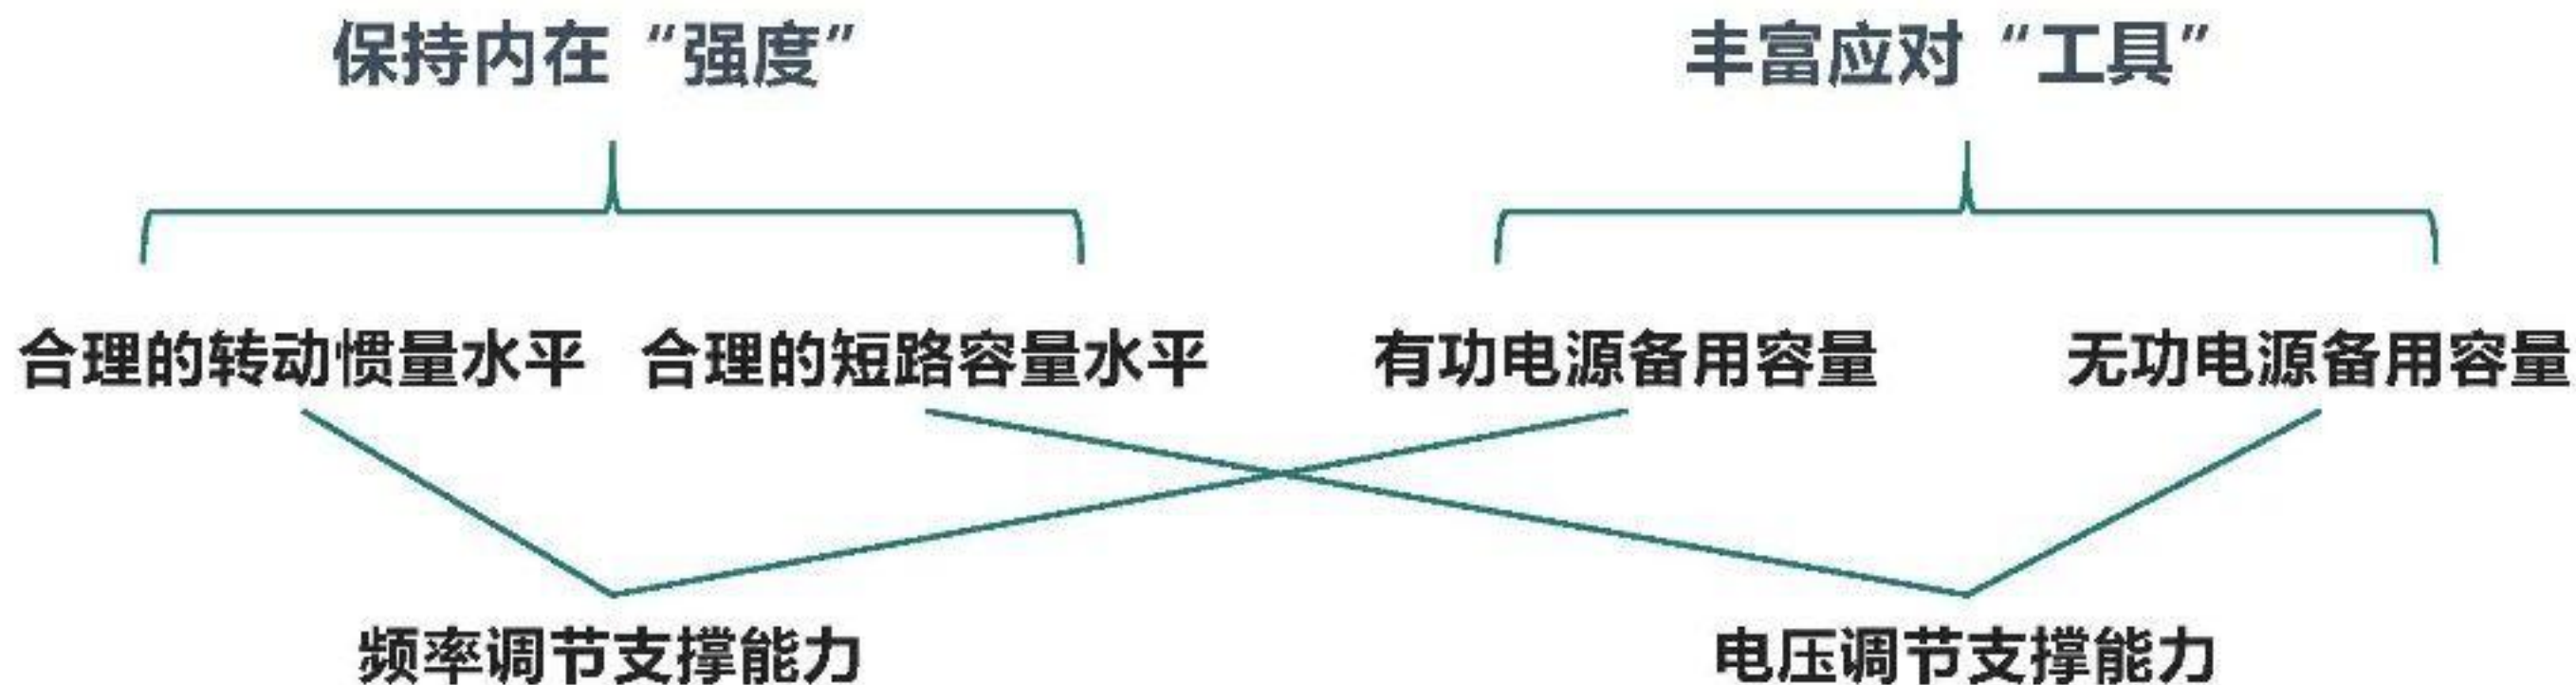 保持内在“强度”
丰富应对“工具”
合理的转动惯量水平
合理的短路容量水平
有功电源备用容量
无功电源备用容量
频率调节支撑能力
电压调节支撑能力